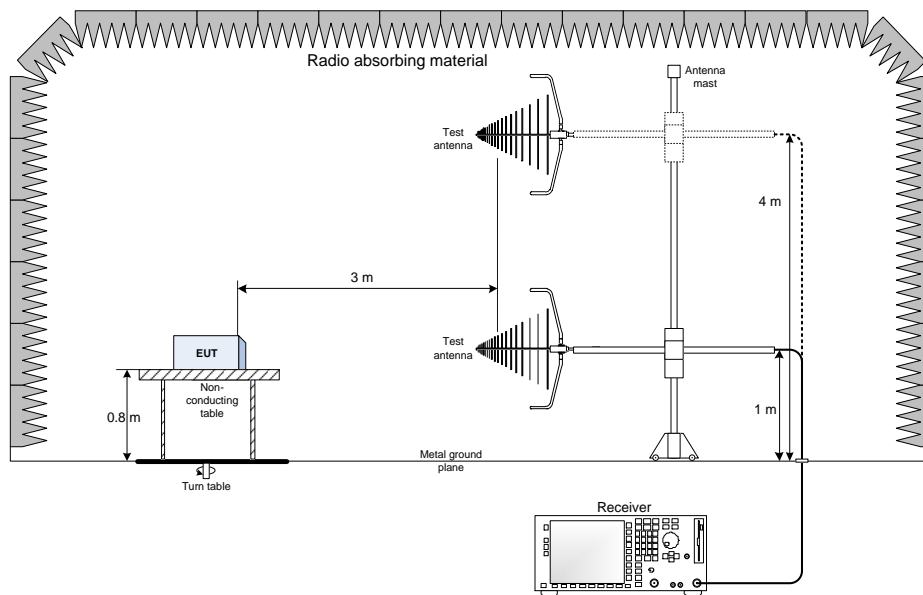 Radio absorbing material
Antenna
mast
Test
antenna
4 m
3 m
Test
antenna
EUT
Non-
conducting
table
0.8 m
1 m
Metal ground
plane
Turn table
Receiver